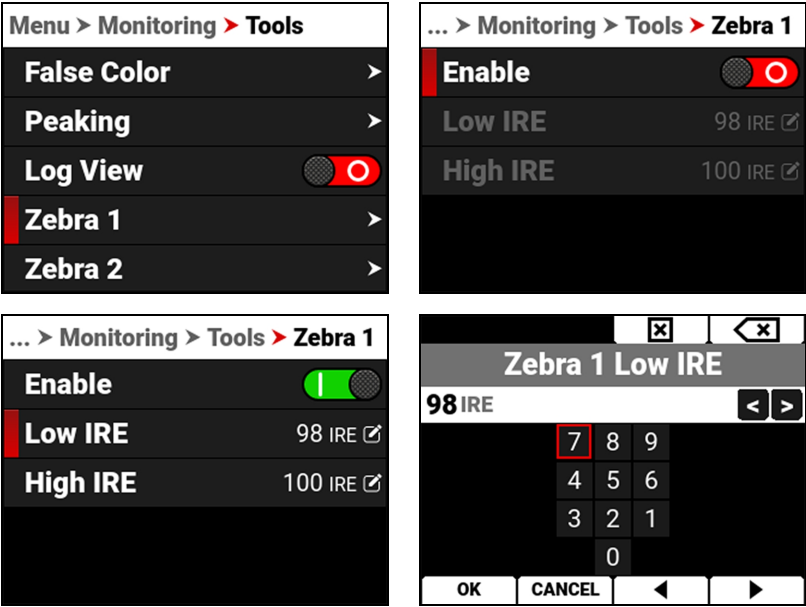 Menu > Monitoring > Tools
False Color
Peaking
Log View
Zebra 1
Zebra 2
... > Monitoring > Tools > Zebra 1
Enable
Low IRE 98 IRE
High IRE 100 IRE
... > Monitoring > Tools > Zebra 1
Enable
Low IRE 98 IRE
High IRE 100 IRE
Zebra 1 Low IRE
98 IRE < >
7 8 9
4 5 6
3 2 1
0
OK CANCEL